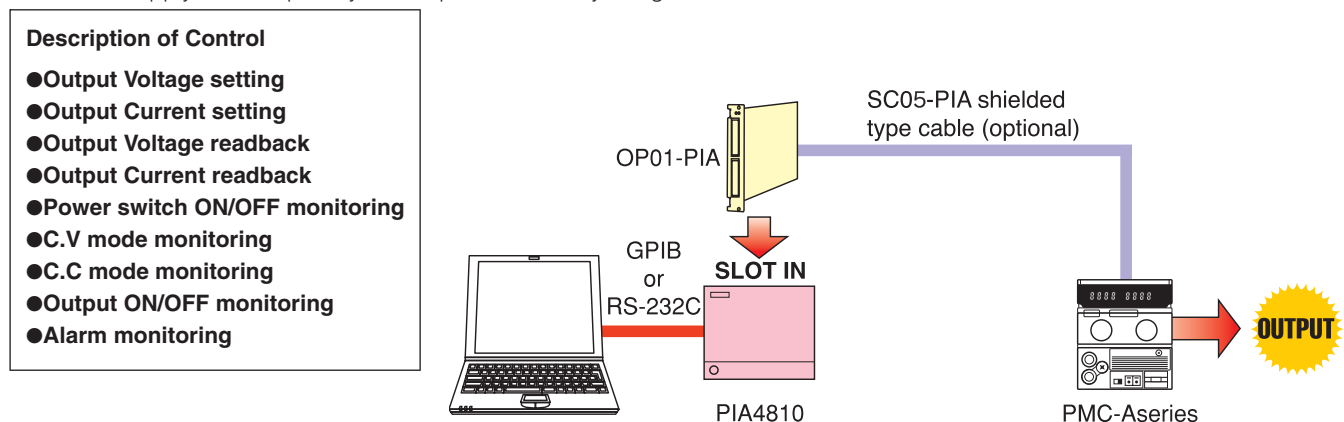 Description of Control
●Output Voltage setting
●Output Current setting
●Output Voltage readback
●Output Current readback
●Power switch ON/OFF monitoring
●C.V mode monitoring
●C.C mode monitoring
●Output ON/OFF monitoring
●Alarm monitoring
SC05-PIA shielded
type cable (optional)
OP01-PIA
GPIB
or
RS-232C
SLOT IN
PIA4810
8888 8888
OUTPUT
PMC-Aseries